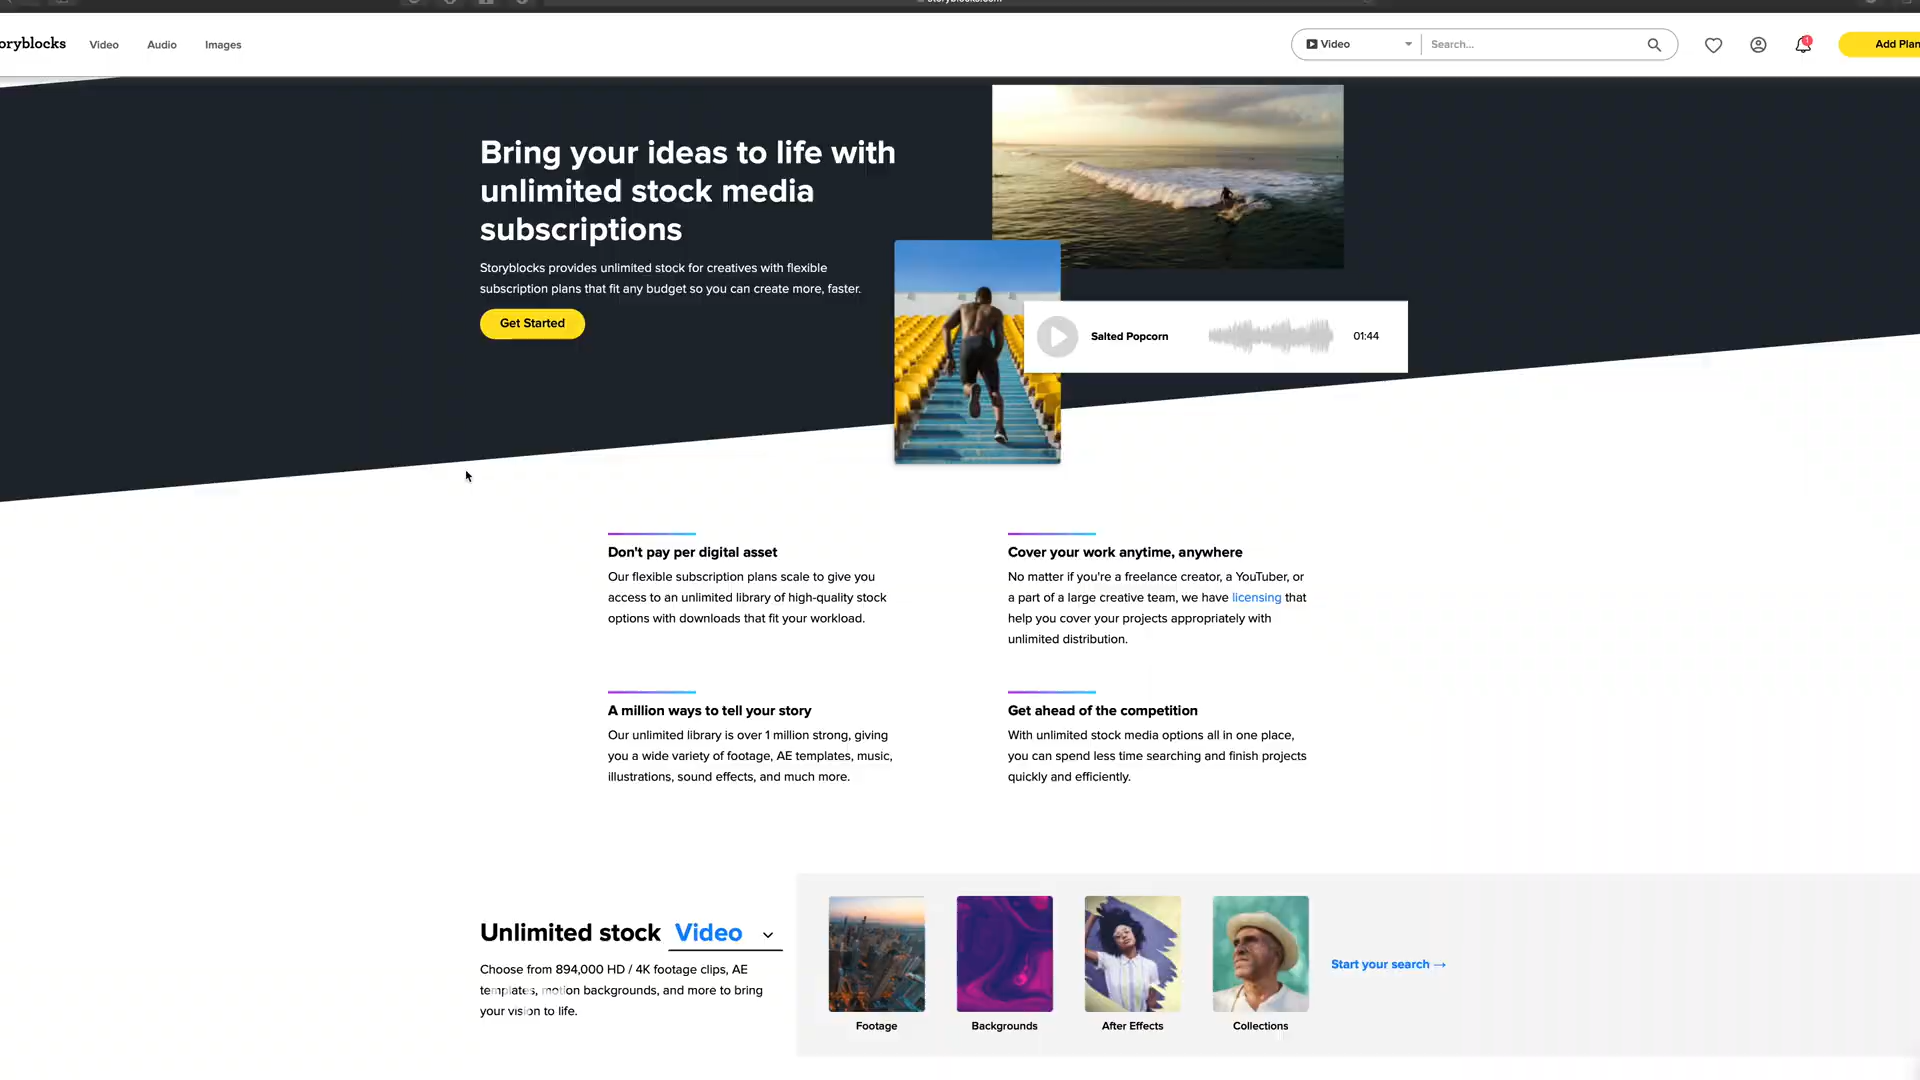 oryblocks
Video
Audio
Images
Video
Search...
1
Add Plan
Bring your ideas to life with
unlimited stock media
subscriptions
Storyblocks provides unlimited stock for creatives with flexible
subscription plans that fit any budget so you can create more, faster.
Get Started
Salted Popcorn
01:44
Don't pay per digital asset
Our flexible subscription plans scale to give you
access to an unlimited library of high-quality stock
options with downloads that fit your workload.
Cover your work anytime, anywhere
No matter if you're a freelance creator, a YouTuber, or
a part of a large creative team, we have licensing that
help you cover your projects appropriately with
unlimited distribution.
A million ways to tell your story
Our unlimited library is over 1 million strong, giving
you a wide variety of footage, AE templates, music,
illustrations, sound effects, and much more.
Get ahead of the competition
With unlimited stock media options all in one place,
you can spend less time searching and finish projects
quickly and efficiently.
Unlimited stock Video
Choose from 894,000 HD / 4K footage clips, AE
templates, motion backgrounds, and more to bring
your vision to life.
Footage
Backgrounds
After Effects
Collections
Start your search →